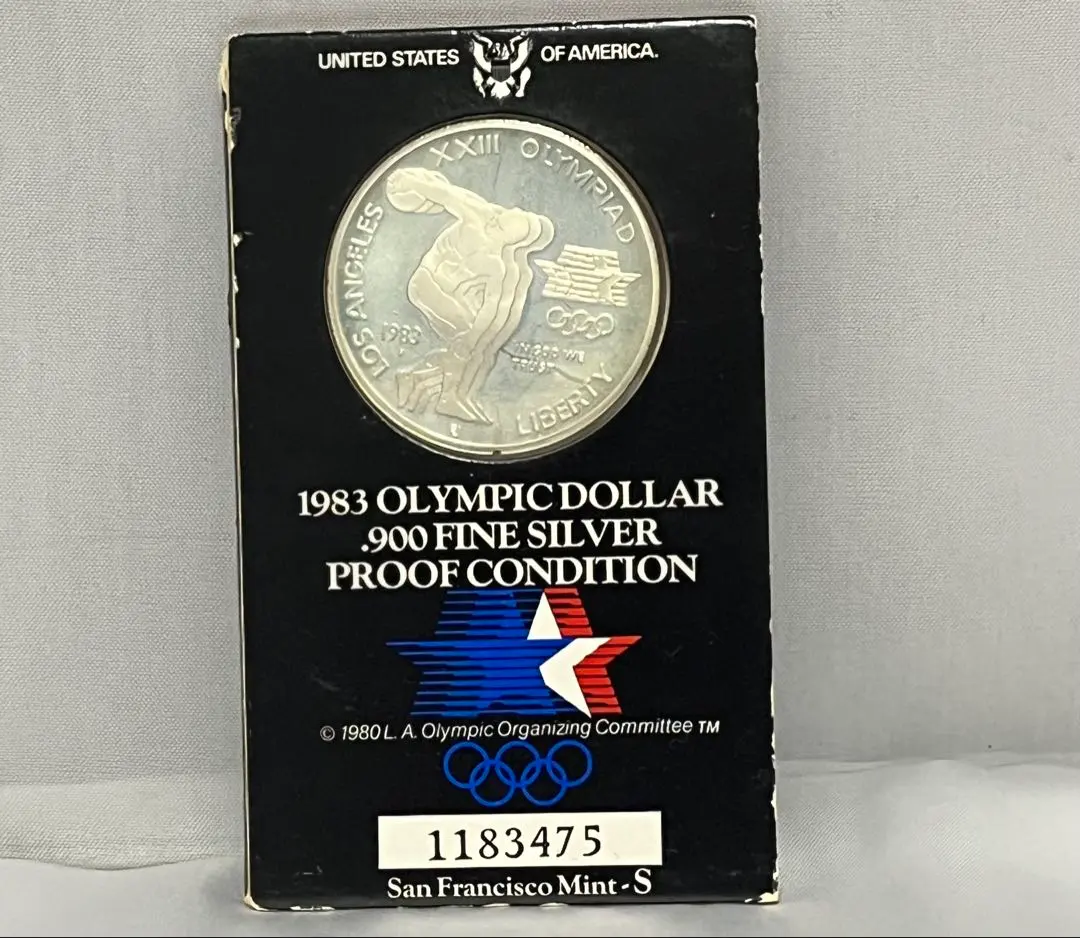 UNITED STATES OF AMERICA.
XXIII OLYMPIAD
LOS ANGELES
1983
IN GOD WE
TRUST
LIBERTY
1983 OLYMPIC DOLLAR
.900 FINE SILVER
PROOF CONDITION
© 1980 L. A. Olympic Organizing Committee TM
1183475
San Francisco Mint - S